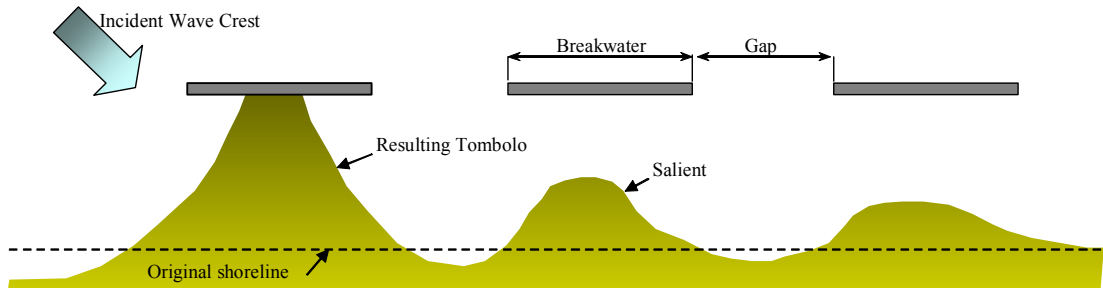 Incident Wave Crest
Breakwater
Gap
Resulting Tombolo
Salient
Original shoreline